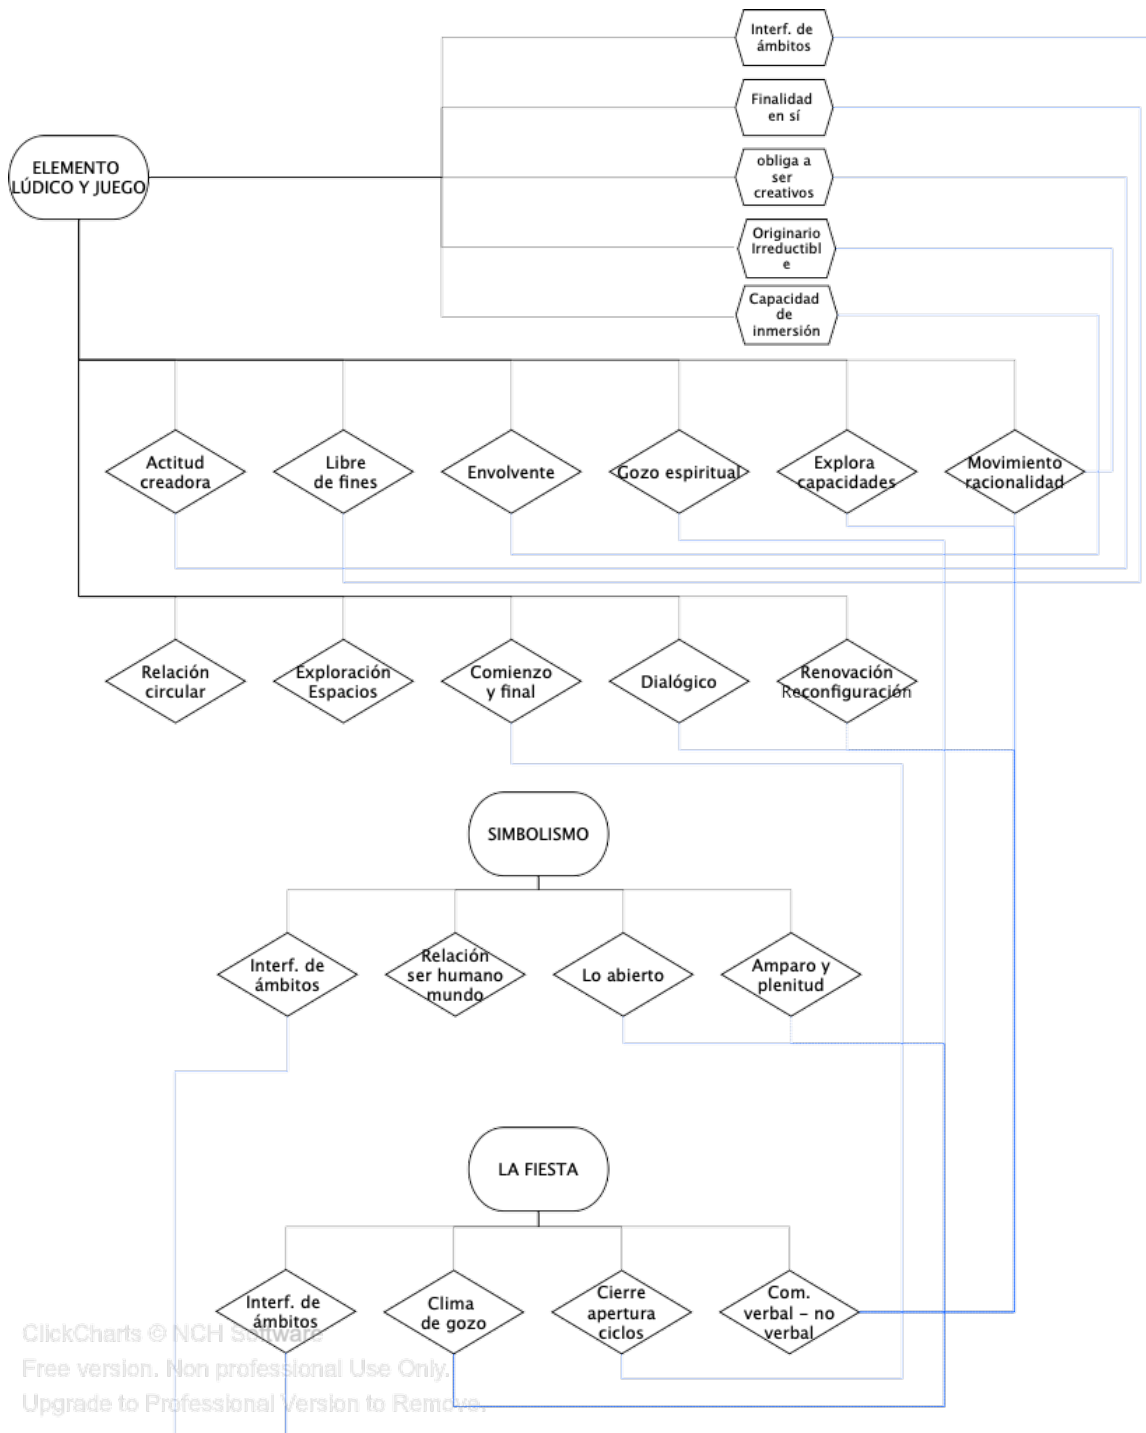 Interf. de
ámbitos
Finalidad
en sí
ELEMENTO
LÚDICO Y JUEGO
obliga a
ser
creativos
Originario
Irreductibl
e
Capacidad
de
inmersión
Actitud
creadora
Libre
de fines
Envolvente
Gozo espiritual
Explora
capacidades
Movimiento
racionalidad
Relación
circular
Exploración
Espacios
Comienzo
y final
Dialógico
Renovación
Reconfiguración
SIMBOLISMO
Interf. de
ámbitos
Relación
ser humano
mundo
Lo abierto
Amparo y
plenitud
LA FIESTA
Interf. de
ámbitos
Clima
de gozo
Cierre
apertura
ciclos
Com.
verbal – no
verbal
ClickCharts © NCH Software
Free version. Non professional Use Only.
Upgrade to Professional Version to Remove.